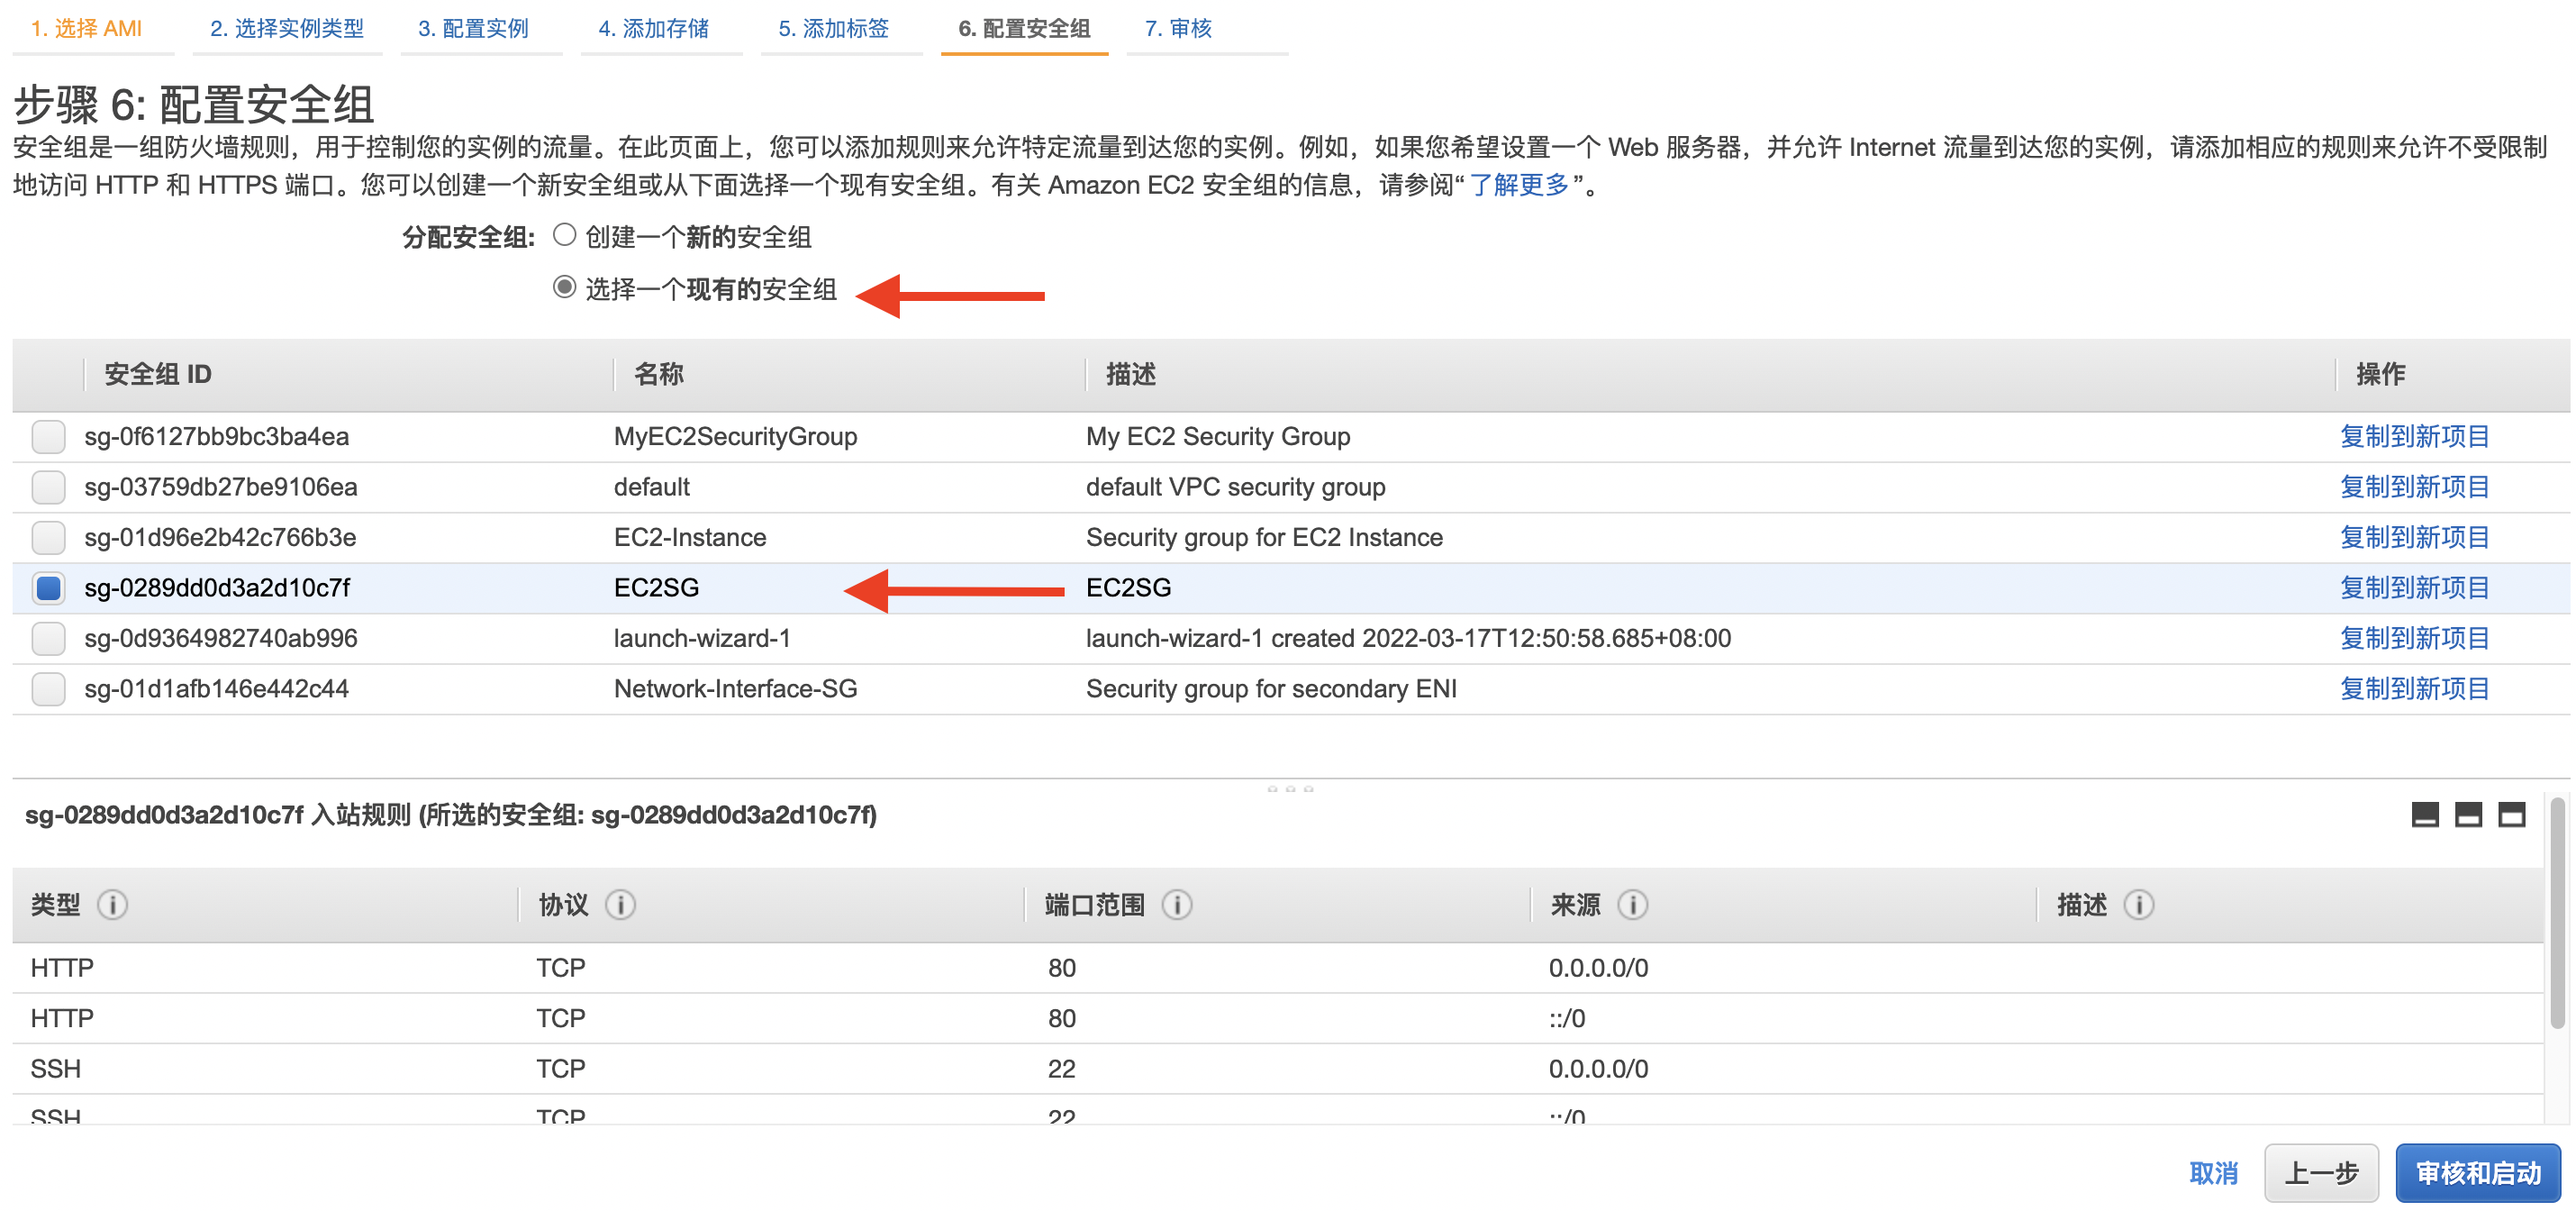 1. 选择 AMI 2. 选择实例类型 3. 配置实例 4. 添加存储 5. 添加标签 6. 配置安全组 7. 审核
步骤 6: 配置安全组
安全组是一组防火墙规则，用于控制您的实例的流量。在此页面上，您可以添加规则来允许特定流量到达您的实例。例如，如果您希望设置一个 Web 服务器，并允许 Internet 流量到达您的实例，请添加相应的规则来允许不受限制
地访问 HTTP 和 HTTPS 端口。您可以创建一个新安全组或从下面选择一个现有安全组。有关 Amazon EC2 安全组的信息，请参阅“了解更多”。
分配安全组: 创建一个新的安全组
选择一个现有的安全组
安全组 ID 名称 描述 操作
sg-0f6127bb9bc3ba4ea MyEC2SecurityGroup My EC2 Security Group 复制到新项目
sg-03759db27be9106ea default default VPC security group 复制到新项目
sg-01d96e2b42c766b3e EC2-Instance Security group for EC2 Instance 复制到新项目
sg-0289dd0d3a2d10c7f EC2SG EC2SG 复制到新项目
sg-0d9364982740ab996 launch-wizard-1 launch-wizard-1 created 2022-03-17T12:50:58.685+08:00 复制到新项目
sg-01d1afb146e442c44 Network-Interface-SG Security group for secondary ENI 复制到新项目
sg-0289dd0d3a2d10c7f 入站规则 (所选的安全组: sg-0289dd0d3a2d10c7f)
类型 协议 端口范围 来源 描述
HTTP TCP 80 0.0.0.0/0
HTTP TCP 80 ::/0
SSH TCP 22 0.0.0.0/0
SSH TCP 22 ::/0
取消 上一步 审核和启动